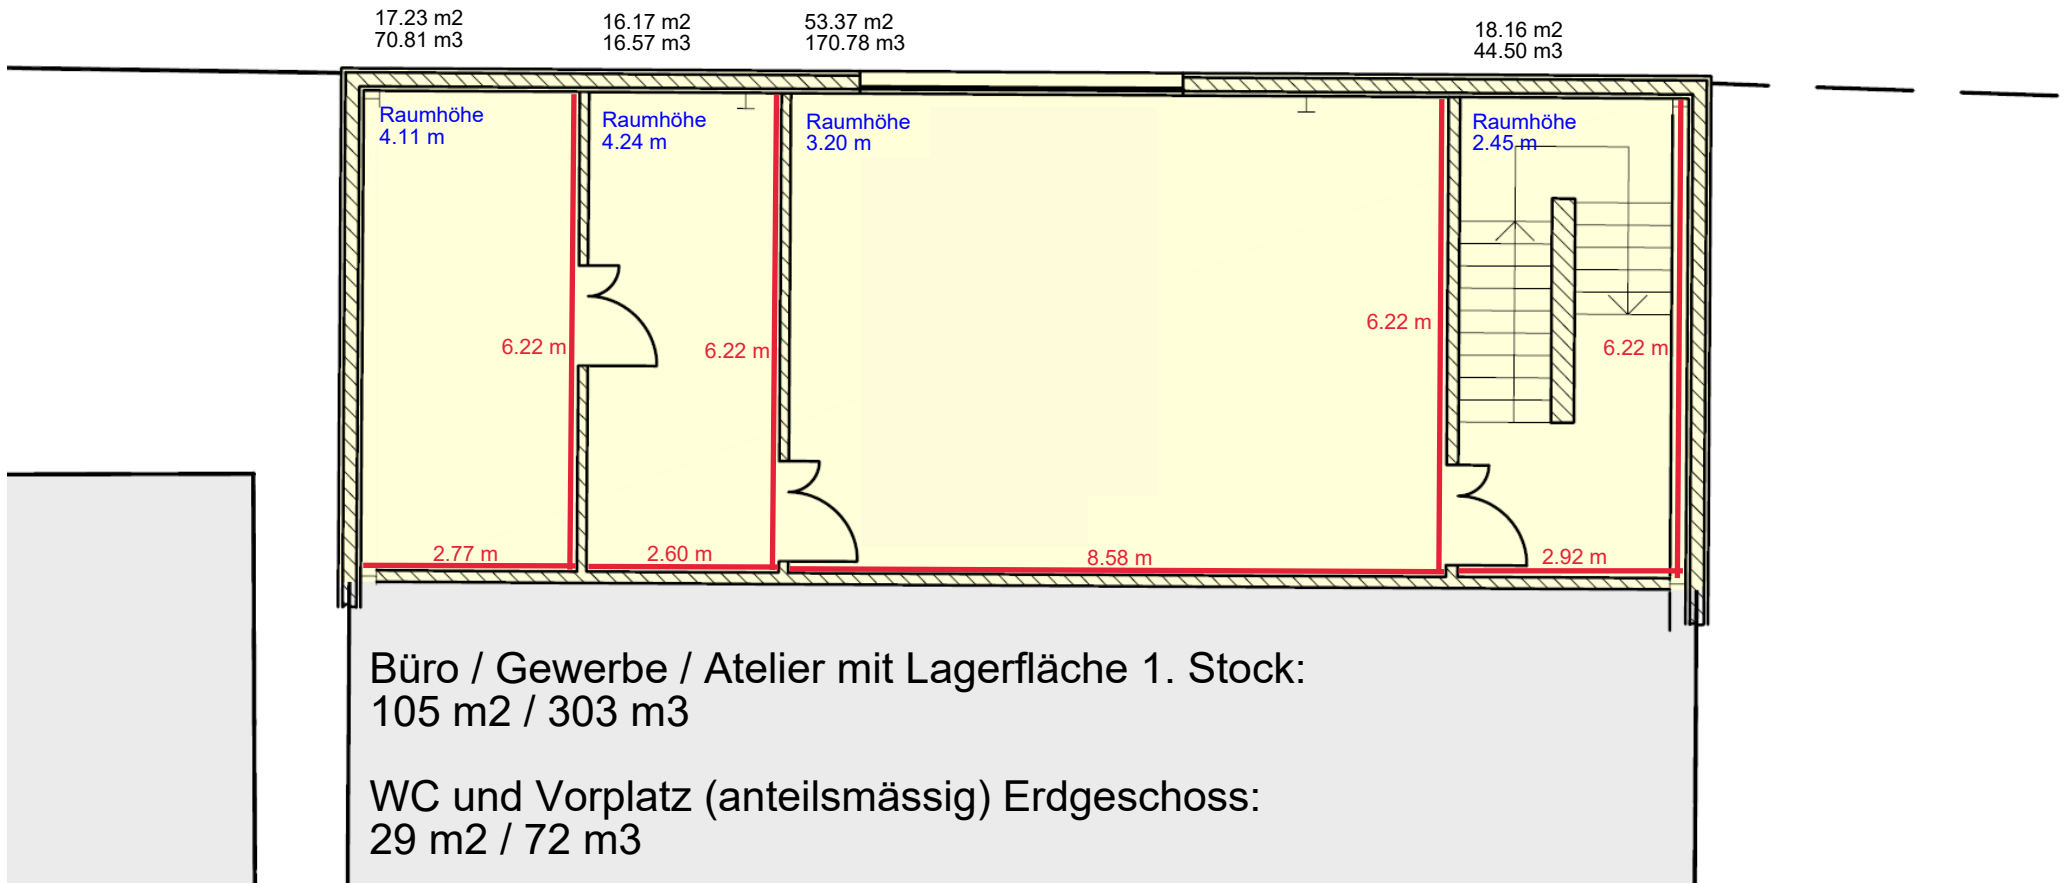 17.23 m2
70.81 m3
16.17 m2
16.57 m3
53.37 m2
170.78 m3
18.16 m2
44.50 m3
Raumhöhe
4.11 m
Raumhöhe
4.24 m
Raumhöhe
3.20 m
Raumhöhe
2.45 m
6.22 m
6.22 m
6.22 m
6.22 m
2.77 m
2.60 m
8.58 m
2.92 m
Büro / Gewerbe / Atelier mit Lagerfläche 1. Stock:
105 m2 / 303 m3
WC und Vorplatz (anteilsmässig) Erdgeschoss:
29 m2 / 72 m3